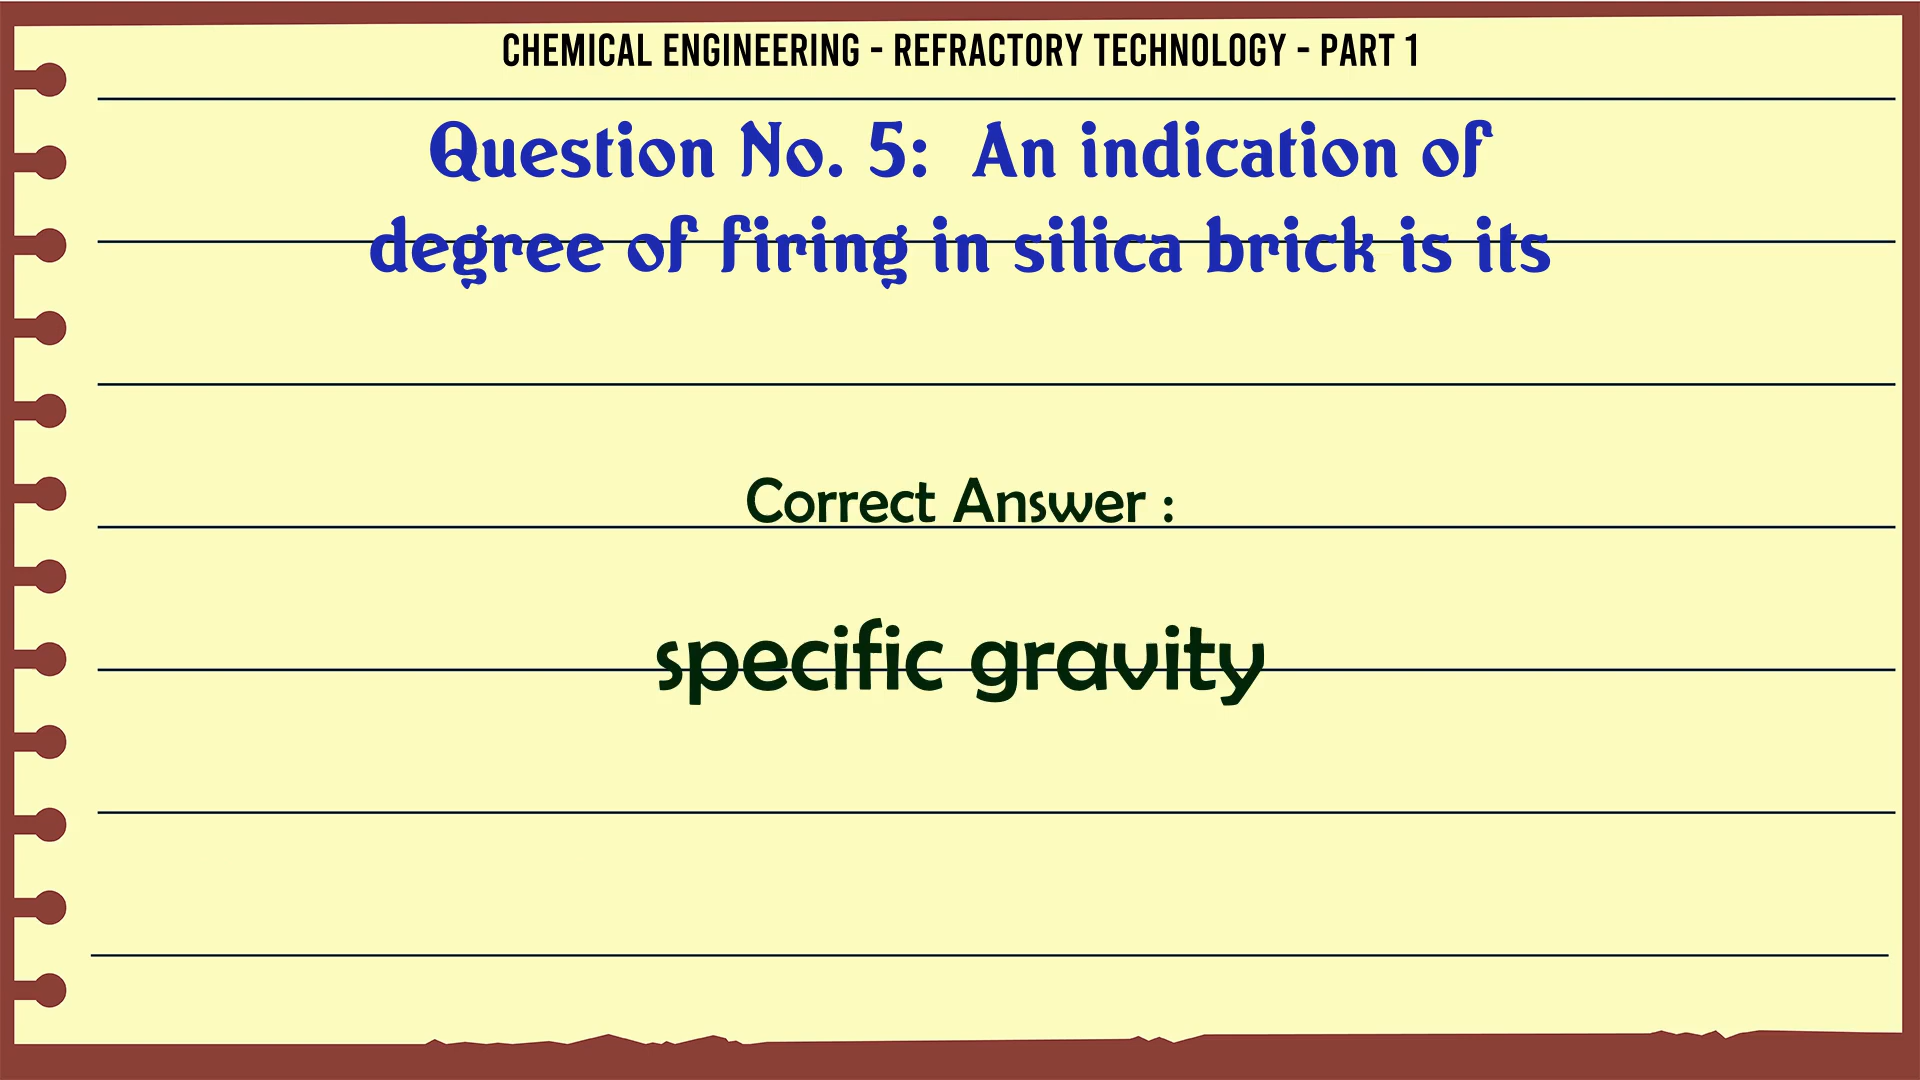 CHEMICAL ENGINEERING - REFRACTORY TECHNOLOGY - PART 1
Question No. 5: An indication of
degree of firing in silica brick is its
Correct Answer :
specific gravity